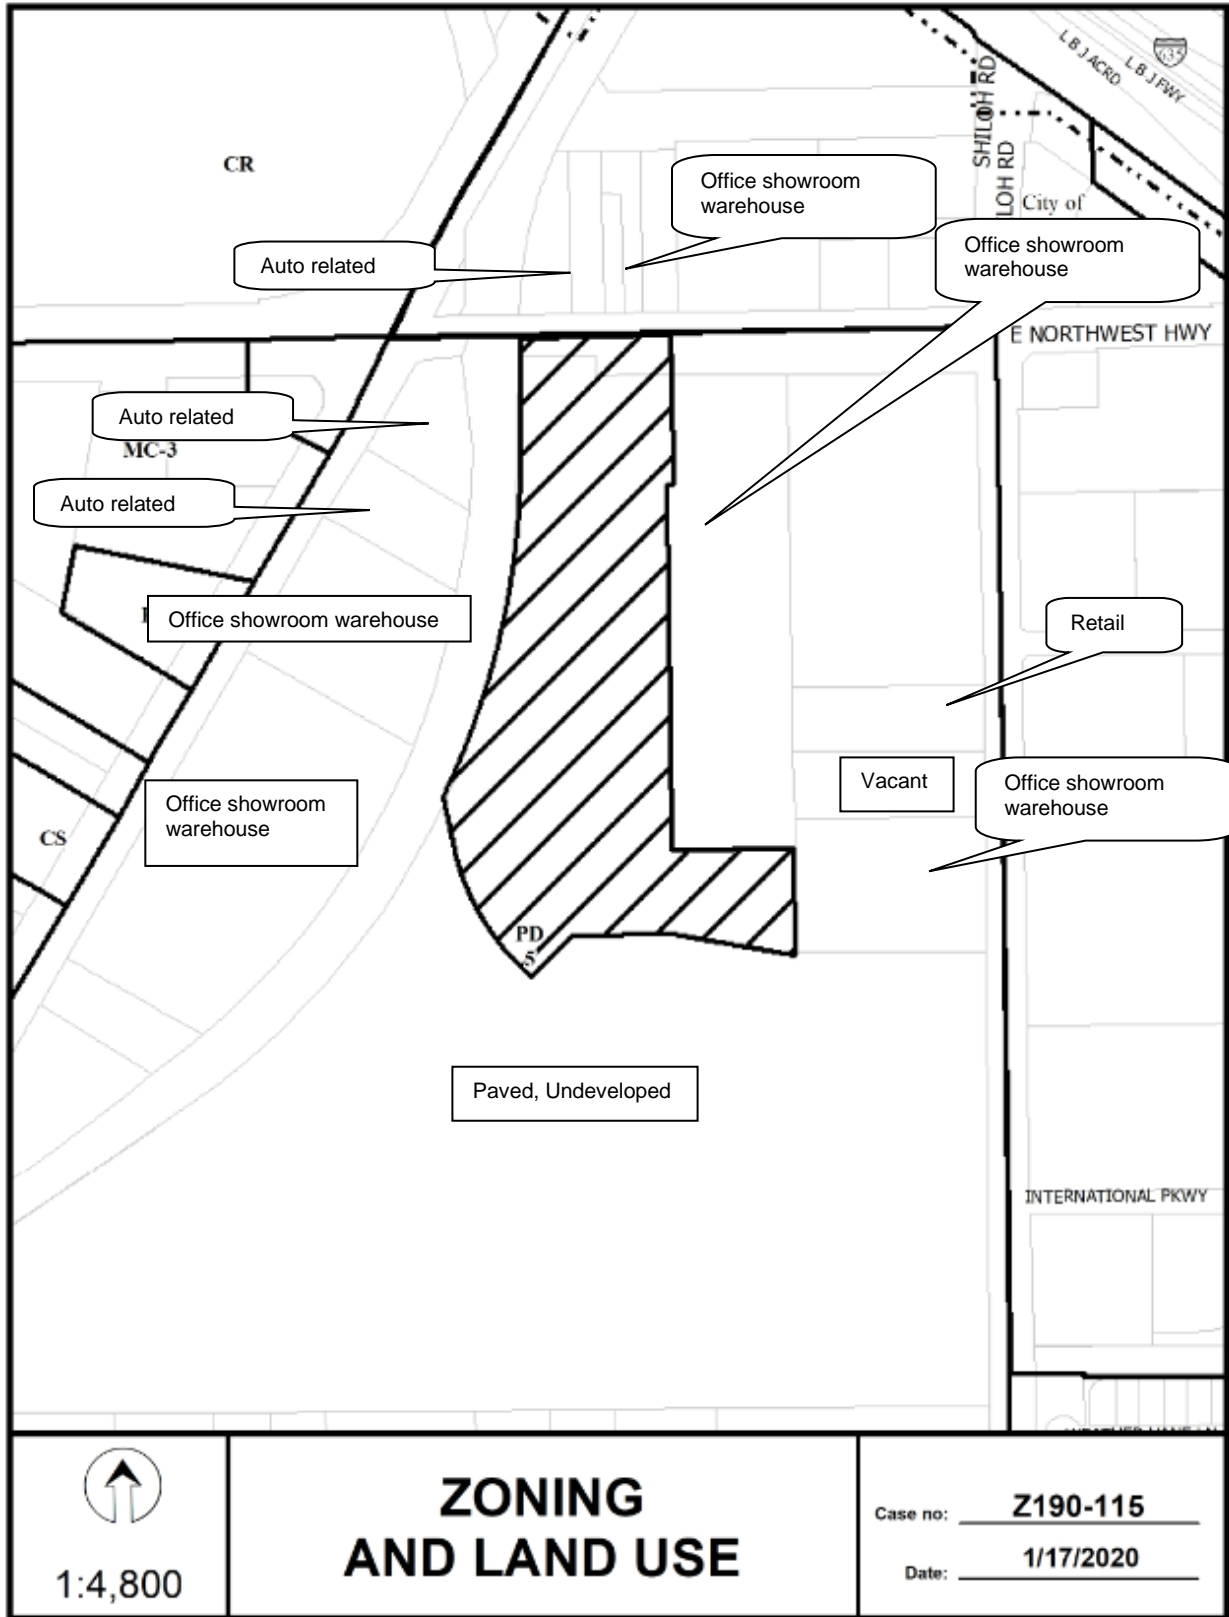 L B J ACRD
L B J FWY
635
SHILOH RD
LOH RD
City of
CR
Office showroom
warehouse
Auto related
Office showroom
warehouse
E NORTHWEST HWY
Auto related
MC-3
Auto related
Office showroom warehouse
Retail
Vacant
Office showroom
warehouse
Office showroom
warehouse
CS
PD
5
Paved, Undeveloped
INTERNATIONAL PKWY
1:4,800
ZONING
AND LAND USE
Case no: Z190-115
Date: 1/17/2020